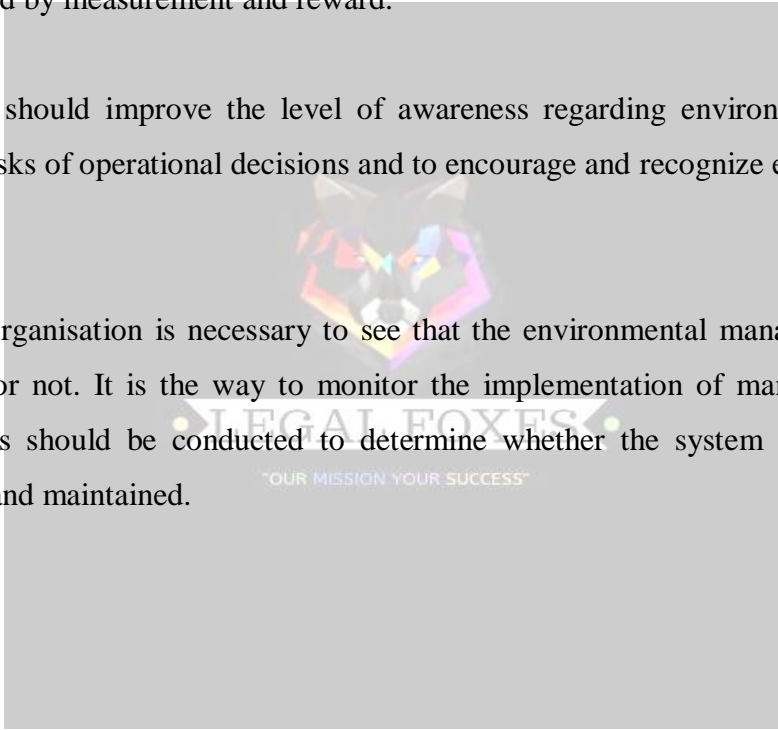 d by measurement and reward.
should improve the level of awareness regarding environ
sks of operational decisions and to encourage and recognize e
rganisation is necessary to see that the environmental mana
or not. It is the way to monitor the implementation of mar
s should be conducted to determine whether the system
and maintained.
LEGAL FOXES
"OUR MISSION YOUR SUCCESS"